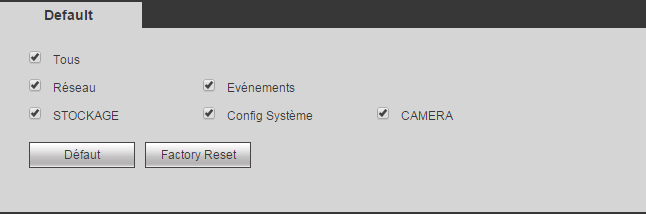 Default
Tous
Réseau Evénements
STOCKAGE Config Système CAMERA
Défaut Factory Reset